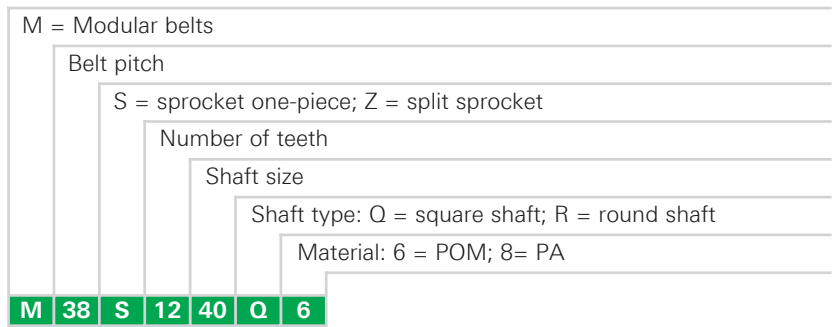 M = Modular belts
Belt pitch
S = sprocket one-piece; Z = split sprocket
Number of teeth
Shaft size
Shaft type: Q = square shaft; R = round shaft
Material: 6 = POM; 8= PA
M 38 S 12 40 Q 6